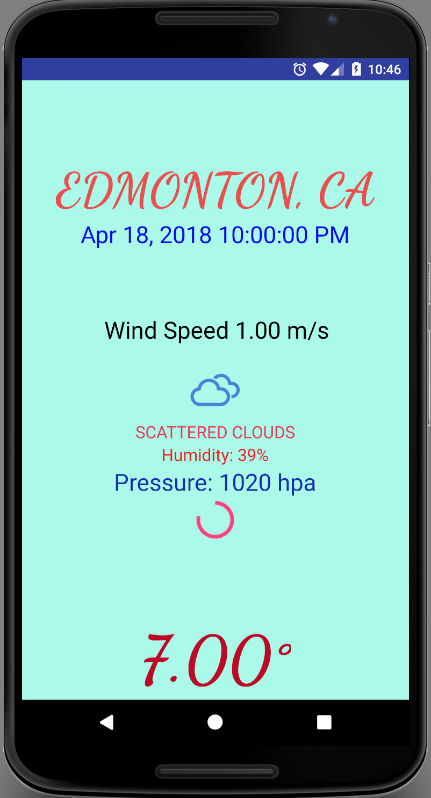 10:46
EDMONTON, CA
Apr 18, 2018 10:00:00 PM
Wind Speed 1.00 m/s
SCATTERED CLOUDS
Humidity: 39%
Pressure: 1020 hpa
7.00°